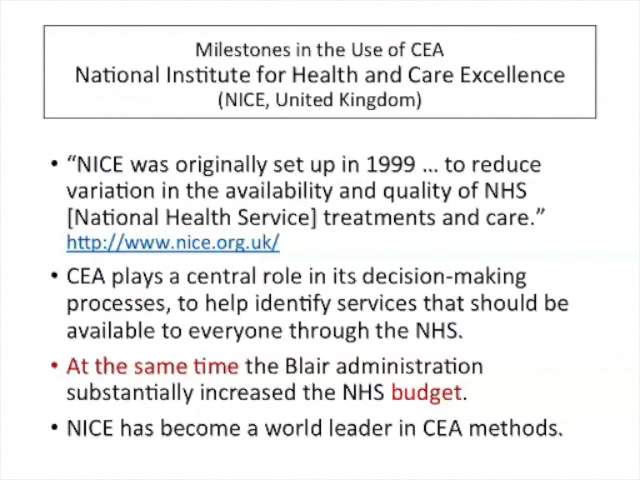 Milestones in the Use of CEA
National Institute for Health and Care Excellence
(NICE, United Kingdom)
• “NICE was originally set up in 1999 … to reduce
variation in the availability and quality of NHS
[National Health Service] treatments and care.”
http://www.nice.org.uk/
• CEA plays a central role in its decision-making
processes, to help identify services that should be
available to everyone through the NHS.
• At the same time the Blair administration
substantially increased the NHS budget.
• NICE has become a world leader in CEA methods.